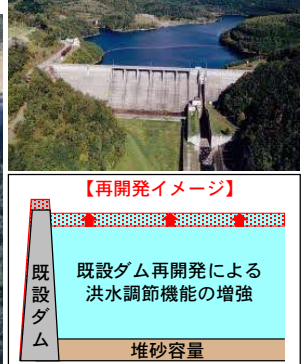 【再開発イメージ】
既設ダム
既設ダム再開発による
洪水調節機能の増強
堆砂容量